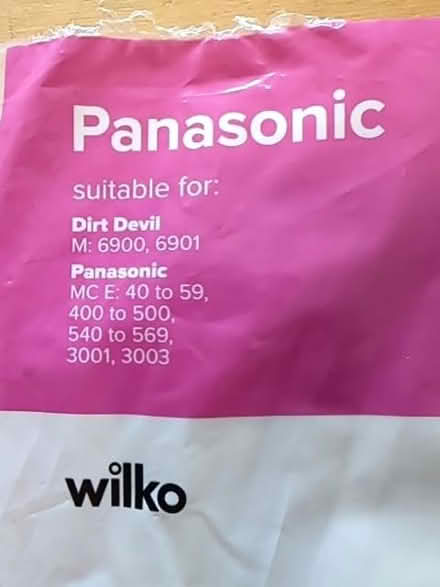 Panasonic
suitable for:
Dirt Devil
M: 6900, 6901
Panasonic
MC E: 40 to 59,
400 to 500,
540 to 569,
3001, 3003
wilko